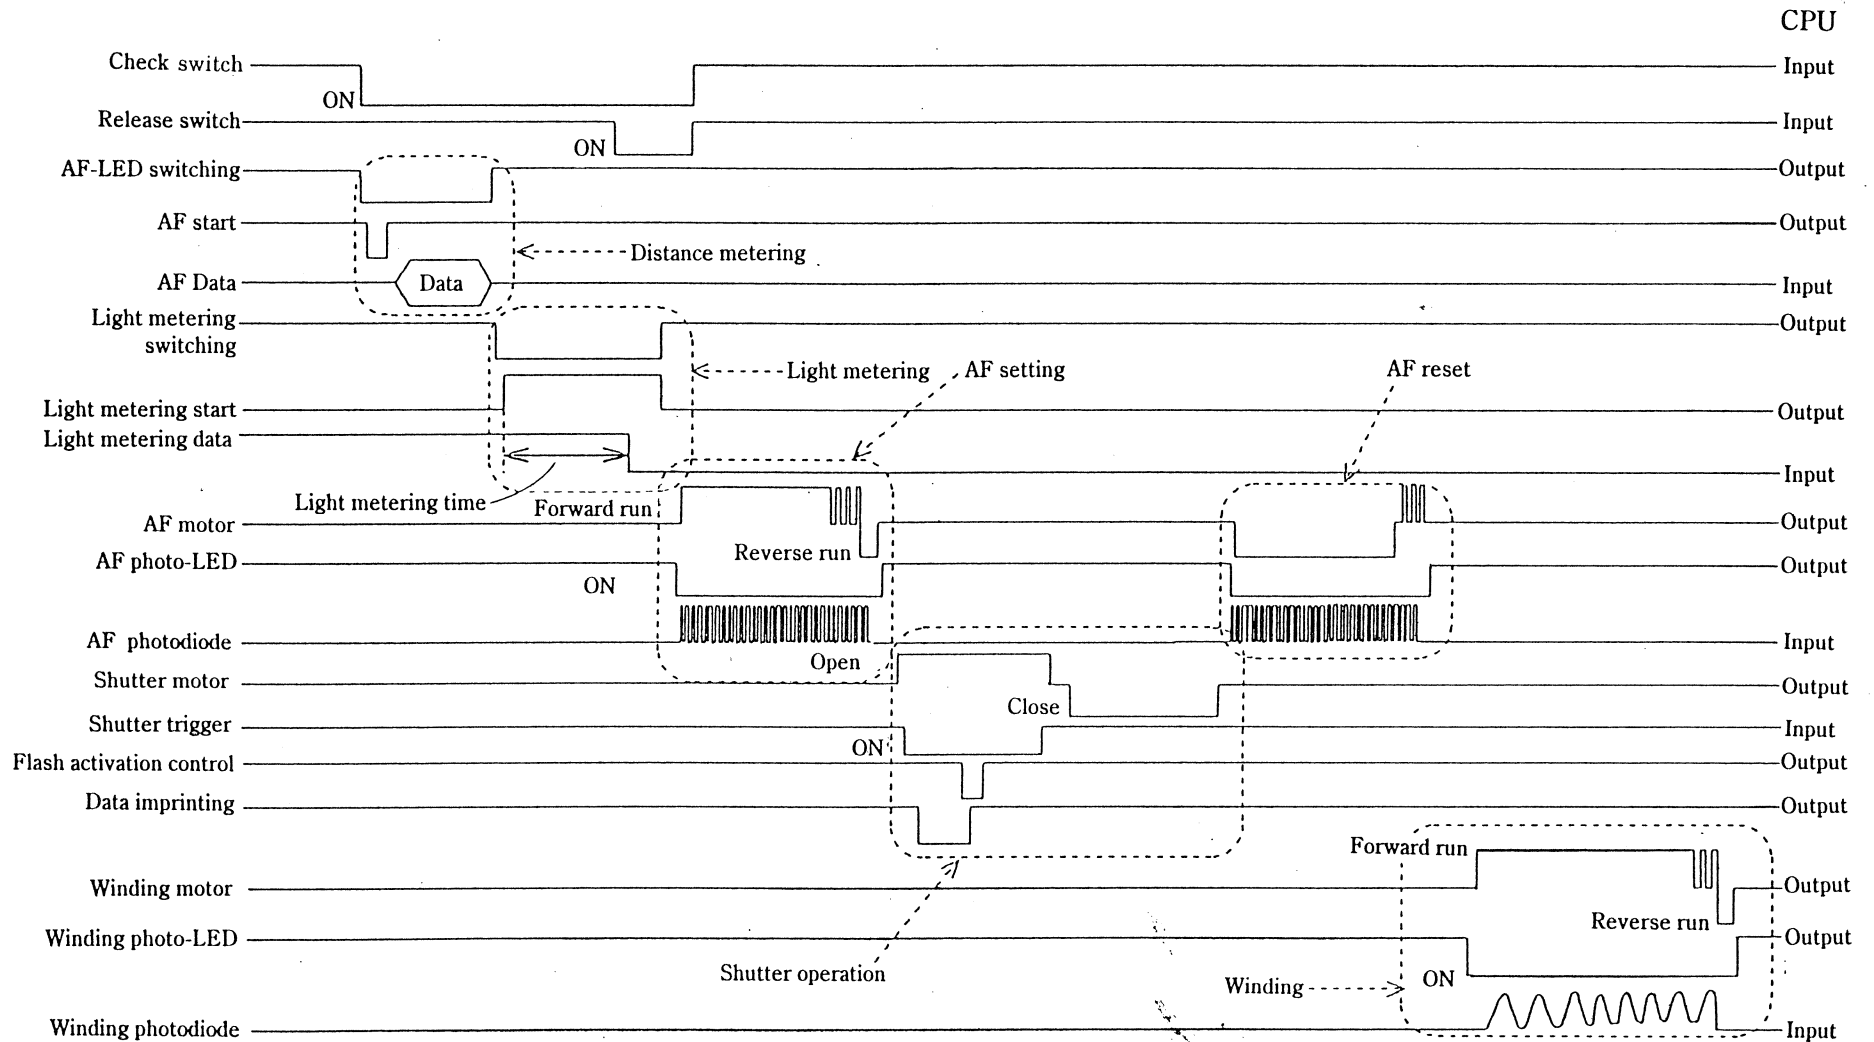 CPU
Check switch
Input
ON
Release switch
Input
ON
AF-LED switching
Output
AF start
Output
Distance metering
AF Data
Data
Input
Light metering
switching
Output
Light metering
AF setting
AF reset
Light metering start
Output
Light metering data
Input
Light metering time
Forward run
AF motor
Output
Reverse run
AF photo-LED
Output
ON
AF photodiode
Input
Open
Shutter motor
Output
Close
Shutter trigger
Input
ON
Flash activation control
Output
Data imprinting
Output
Forward run
Winding motor
Output
Reverse run
Winding photo-LED
Output
Shutter operation
ON
Winding
Winding photodiode
Input